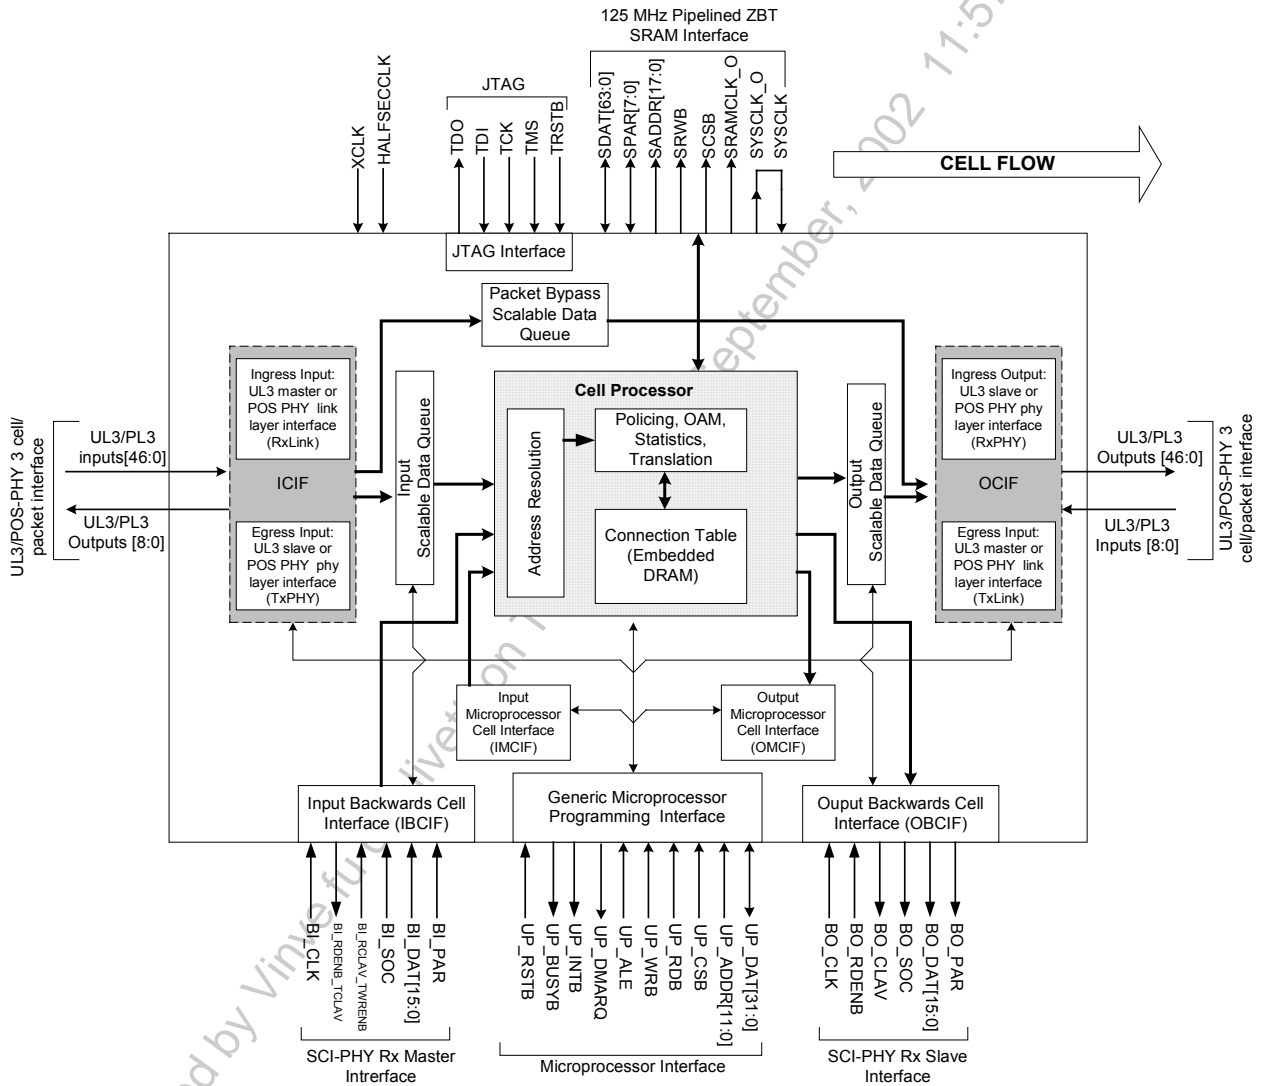 125 MHz Pipelined ZBT
SRAM Interface
JTAG
XCLK
HALFSECCLK
TDO
TDI
TCK
TMS
TRSTB
SDAT[63:0]
SPAR[7:0]
SADDR[17:0]
SRWB
SCSB
SRAMCLK_O
SYSCLK_O
SYSCLK
CELL FLOW
JTAG Interface
Packet Bypass
Scalable Data
Queue
Ingress Input:
UL3 master or
POS PHY link
layer interface
(RxLink)
ICIF
Egress Input:
UL3 slave or
POS PHY phy
layer interface
(TxPHY)
UL3/POS-PHY 3 cell/
packet interface
UL3/PL3
inputs[46:0]
UL3/PL3
Outputs [8:0]
Input
Scalable Data Queue
Cell Processor
Address Resolution
Policing, OAM,
Statistics,
Translation
Connection Table
(Embedded
DRAM)
Output
Scalable Data Queue
Ingress Output:
UL3 slave or
POS PHY phy
layer interface
(RxPHY)
OCIF
Egress Input:
UL3 master or
POS PHY link
layer interface
(TxLink)
UL3/PL3
Outputs [46:0]
UL3/PL3
Inputs [8:0]
UL3/POS-PHY 3
cell/packet interface
Input
Microprocessor
Cell Interface
(IMCIF)
Output
Microprocessor
Cell Interface
(OMCIF)
Input Backwards Cell
Interface (IBCIF)
Generic Microprocessor
Programming Interface
Ouput Backwards Cell
Interface (OBCIF)
BI_CLK
BI_RDENB_TCLAV
BI_RCLAV_TWRENB
BI_SOC
BI_DAT[15:0]
BI_PAR
UP_RSTB
UP_BUSYB
UP_INTB
UP_DMARQ
UP_ALE
UP_WRB
UP_RDB
UP_CSB
UP_ADDR[11:0]
UP_DAT[31:0]
BO_CLK
BO_RDENB
BO_CLAV
BO_SOC
BO_DAT[15:0]
BO_PAR
SCI-PHY Rx Master
Intrerface
Microprocessor Interface
SCI-PHY Rx Slave
Interface
ed by Vinve fu
livetion T
eptember, 2002 11:5